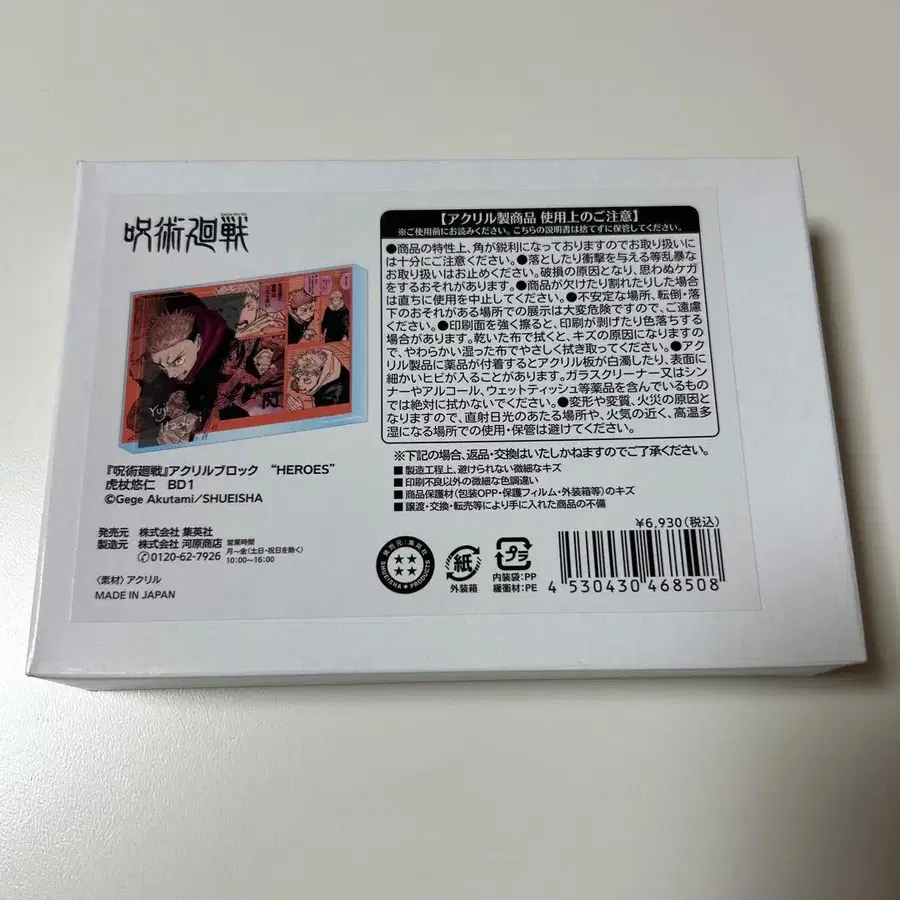 呪術廻戦
Yuji
Itadori
『呪術廻戦』アクリルブロック “HEROES”
虎杖悠仁 BD1
©Gege Akutami/SHUEISHA
発売元 株式会社 集英社
製造元 株式会社 河原商店
0120-62-7926
営業時間
月〜金(土日・祝日を除く)
10:00〜16:00
〈素材〉アクリル
MADE IN JAPAN
【アクリル製商品 使用上のご注意】
※ご使用前にお読みください。こちらの説明書は捨てずに保管してください。
●商品の特性上、角が鋭利になっておりますのでお取り扱いに
は十分にご注意ください。●落としたり衝撃を与える等乱暴な
お取り扱いはお止めください。破損の原因となり、思わぬケガ
をするおそれがあります。●商品が欠けたり割れたりした場合
は直ちに使用を中止してください。●不安定な場所、転倒・落
下のおそれがある場所での展示は大変危険ですので、ご遠慮
ください。●印刷面を強く擦ると、印刷が剥げたり色落ちする
場合があります。乾いた布で拭くと、キズの原因になりますの
で、やわらかい湿った布でやさしく拭き取ってください。●アク
リル製品に薬品が付着するとアクリル板が白濁したり、表面に
細かいヒビが入ることがあります。ガラスクリーナー又はシン
ナーやアルコール、ウェットティッシュ等薬品を含んでいるもの
では絶対に拭かないでください。●変形や変質、火災の原因と
なりますので、直射日光のあたる場所や、火気の近く、高温多
湿になる場所での使用・保管は避けてください。
※下記の場合、返品・交換はいたしかねますのでご了承ください。
■製造工程上、避けられない微細なキズ
■印刷不良以外の微細な色調違い
■商品保護材(包装OPP・保護フィルム・外装箱等)のキズ
■譲渡・交換・転売等により手に入れた商品の不備
¥6,930(税込)
発売元:集英社
SHUEISHA PRODUCTS
紙
外装箱
プラ
内装袋:PP
緩衝材:PE
4 530430 468508